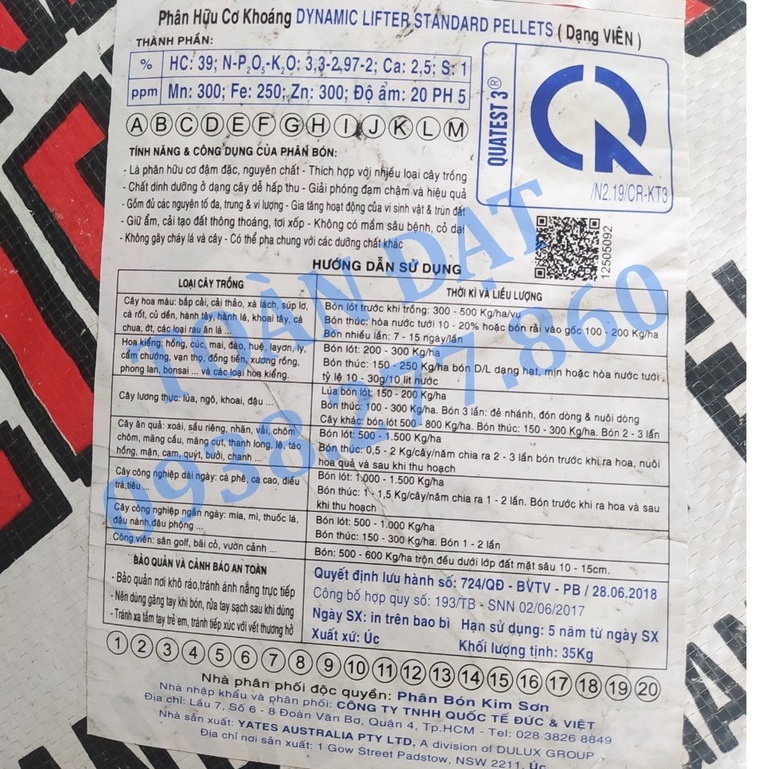 Phân Hữu Cơ Khoáng DYNAMIC LIFTER STANDARD PELLETS ( Dạng VIÊN )
THÀNH PHẦN:
% HC: 39; N-P2O5-K2O: 3,3-2,97-2; Ca: 2,5; S: 1
ppm Mn: 300; Fe: 250; Zn: 300; Độ ẩm: 20 PH 5
A B C D E F G H I J K L M
QUATEST 3®
/N2.19/CR-KT3
TÍNH NĂNG & CÔNG DỤNG CỦA PHÂN BÓN:
- Là phân hữu cơ đậm đặc, nguyên chất - Thích hợp với nhiều loại cây trồng
- Chất dinh dưỡng ở dạng cây dễ hấp thu - Giải phóng đạm chậm và hiệu quả
- Gồm đủ các nguyên tố đa, trung & vi lượng - Gia tăng hoạt động của vi sinh vật & trùn đất
- Giữ ẩm, cải tạo đất thông thoáng, tơi xốp - Không có mầm sâu bệnh, cỏ dại
- Không gây cháy lá và cây - Có thể pha chung với các dưỡng chất khác
12505092
HƯỚNG DẪN SỬ DỤNG
LOẠI CÂY TRỒNG
THỜI KÌ VÀ LIỀU LƯỢNG
Cây hoa màu: bắp cải, cải thảo, xà lách, súp lơ, cà rốt, củ dền, hành tây, hành lá, khoai tây, cà chua, ớt, các loại rau ăn lá ...
Bón lót trước khi trồng: 300 - 500 Kg/ha/vụ
Bón thúc: hòa nước tưới 10 - 20% hoặc bón rải vào gốc 100 - 200 Kg/ha
Bón nhiều lần: 7 - 15 ngày/lần
Hoa kiểng: hồng, cúc, mai, đào, huệ, layơn, ly, cẩm chướng, vạn thọ, đồng tiền, xương rồng, phong lan, bonsai ... và các loại hoa kiểng.
Bón lót: 200 - 300 Kg/ha
Bón thúc: 150 - 250 Kg/ha bón D/L dạng hạt, mịn hoặc hòa nước tưới
tỷ lệ 10 - 30g/10 lít nước
Cây lương thực: lúa, ngô, khoai, đậu ...
Lúa bón lót: 150 - 200 Kg/ha
Bón thúc: 100 - 300 Kg/ha. Bón 3 lần: đẻ nhánh, đón dòng & nuôi dòng
Cây khác: bón lót 500 - 800 Kg/ha. Bón thúc: 150 - 300 Kg/ha. Bón 2 - 3 lần
Cây ăn quả: xoài, sầu riêng, nhãn, vải, chôm chôm, mãng cầu, măng cụt, thanh long, lê, táo hồng, mận, cam, quýt, bưởi, chanh ...
Bón lót: 500 - 1.500 Kg/ha
Bón thúc: 0,5 - 2 Kg/cây/năm chia ra 2 - 3 lần bón trước khi ra hoa, nuôi
hoa quả và sau khi thu hoạch
Cây công nghiệp dài ngày: cà phê, ca cao, điều trà,tiêu ...
Bón lót: 1.000 - 1.500 Kg/ha
Bón thúc: 1 - 1,5 Kg/cây/năm chia ra 1 - 2 lần. Bón trước khi ra hoa và sau
khi thu hoạch
Cây công nghiệp ngắn ngày: mía, mì, thuốc lá, đậu nành,đậu phộng ...
Bón lót: 500 - 1.000 Kg/ha
Bón thúc: 150 - 300 Kg/ha. Bón 1 - 2 lần
Công viên: sân golf, bãi cỏ, vườn cảnh ...
Bón: 500 - 600 Kg/ha trộn đều dưới lớp đất mặt sâu 10 - 15cm.
BẢO QUẢN VÀ CẢNH BÁO AN TOÀN
- Bảo quản nơi khô ráo,tránh ánh nắng trực tiếp
- Nên dùng găng tay khi bón, rửa tay sạch sau khi dùng
- Tránh xa tầm tay trẻ em, tránh tiếp xúc với vết thương hở
Quyết định lưu hành số: 724/QĐ - BVTV - PB / 28.06.2018
Công bố hợp quy số: 193/TB - SNN 02/06/2017
Ngày SX: in trên bao bì Hạn sử dụng: 5 năm từ ngày SX
Xuất xứ: Úc Khối lượng tịnh: 35Kg
1 2 3 4 5 6 7 8 9 10 11 12 13 14 15 16 17 18 19 20
Nhà phân phối độc quyền: Phân Bón Kim Sơn
Nhà nhập khẩu và phân phối: CÔNG TY TNHH QUỐC TẾ ĐỨC & VIỆT
Địa chỉ: Lầu 7, Số 6 - 8 Đoàn Văn Bơ, Quận 4, Tp.HCM - Tel: 028 3826 8849
Nhà sản xuất: YATES AUSTRALIA PTY LTD, A division of DULUX GROUP
Địa chỉ nơi sản xuất: 1 Gow Street Padstow, NSW 2211, Úc
TUẤN ĐẠT